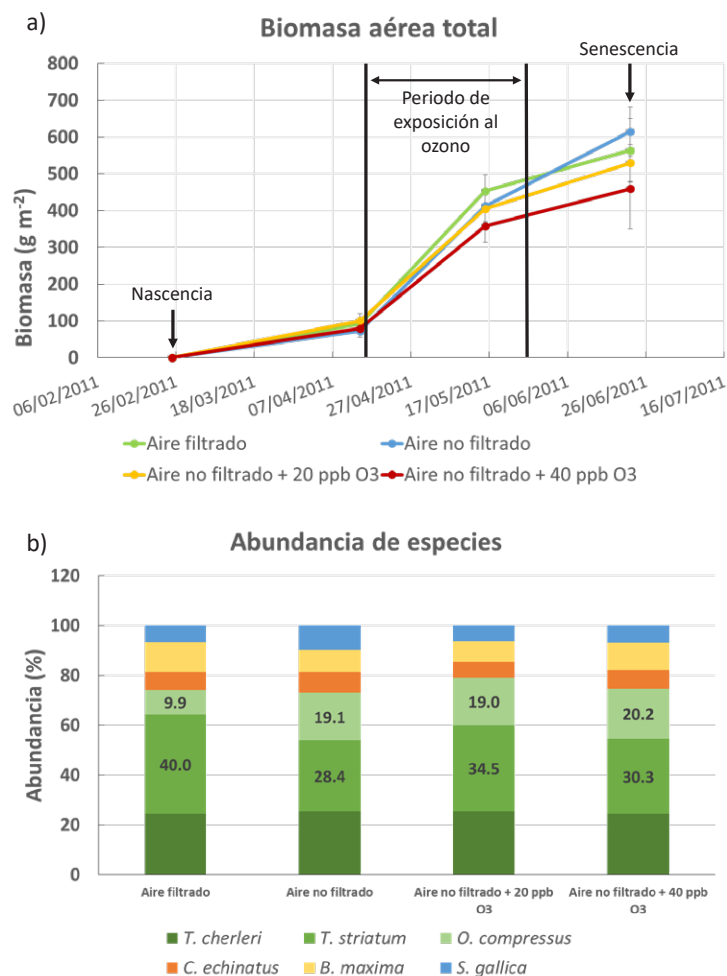 a)
Biomasa aérea total
Senescencia
800
700
600
500
400
300
200
100
0
Biomasa (g m-2)
Periodo de
exposición al
ozono
Nascencia
06/02/2011
26/02/2011
18/03/2011
07/04/2011
27/04/2011
17/05/2011
06/06/2011
26/06/2011
16/07/2011
Aire filtrado
Aire no filtrado
Aire no filtrado + 20 ppb O3
Aire no filtrado + 40 ppb O3
b)
Abundancia de especies
120
100
80
60
40
20
0
Abundancia (%)
9.9
19.1
19.0
20.2
40.0
28.4
34.5
30.3
Aire filtrado
Aire no filtrado
Aire no filtrado + 20 ppb
O3
Aire no filtrado + 40 ppb
O3
T. cherleri
T. striatum
O. compressus
C. echinatus
B. maxima
S. gallica